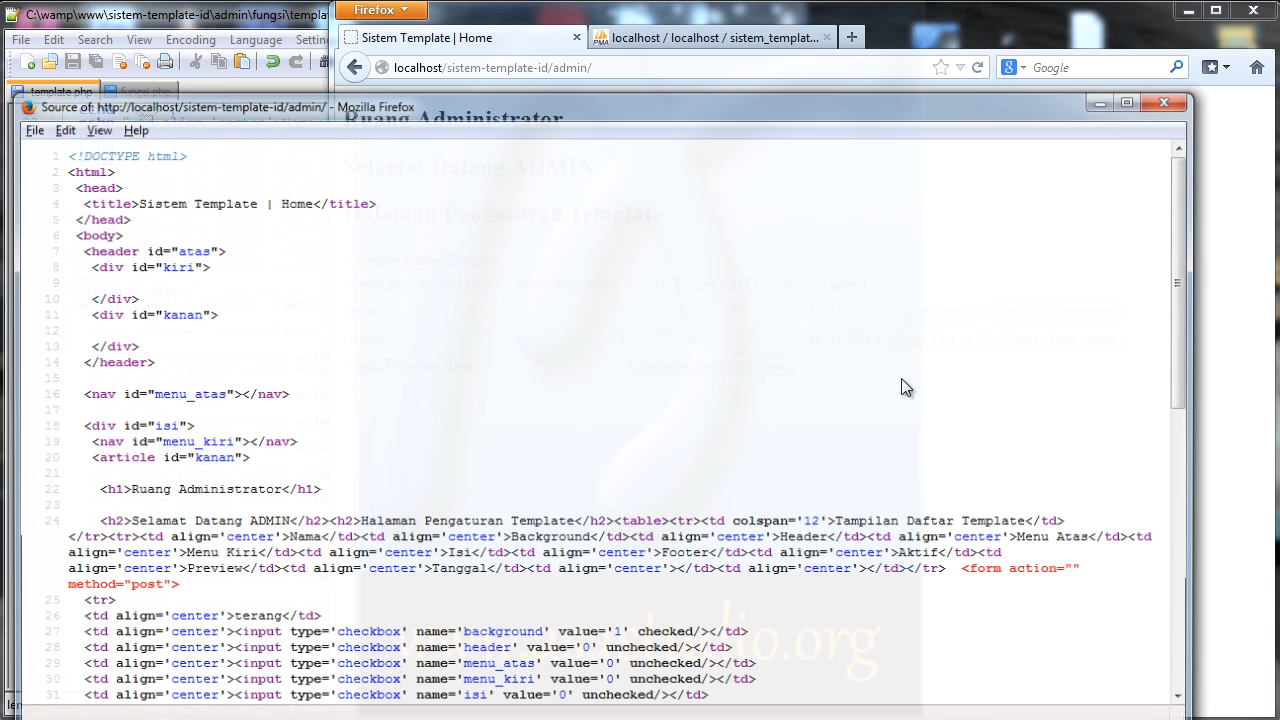 C:\wamp\www\sistem-template-id\admin\fungsi\templ
Firefox
File Edit Search View Encoding Language Settin
Sistem Template | Home
localhost / localhost / sistem_templat...
localhost/sistem-template-id/admin/
Google
template.php
fungsi.php
Source of: http://localhost/sistem-template-id/admin/ - Mozilla Firefox
Ruang Administrator
File Edit View Help
Selamat Datang ADMIN
Halaman Pengaturan Template
1 <!DOCTYPE html>
2 <html>
3 <head>
4 <title>Sistem Template | Home</title>
5 </head>
6 <body>
7 <header id="atas">
8 <div id="kiri">
9
10 </div>
11 <div id="kanan">
12
13 </div>
14 </header>
15
16 <nav id="menu_atas"></nav>
17
18 <div id="isi">
19 <nav id="menu_kiri"></nav>
20 <article id="kanan">
21
22 <h1>Ruang Administrator</h1>
23
24 <h2>Selamat Datang ADMIN</h2><h2>Halaman Pengaturan Template</h2><table><tr><td colspan='12'>Tampilan Daftar Template</td>
</tr><tr><td align='center'>Nama</td><td align='center'>Background</td><td align='center'>Header</td><td align='center'>Menu Atas</td><td
align='center'>Menu Kiri</td><td align='center'>Isi</td><td align='center'>Footer</td><td align='center'>Aktif</td><td
align='center'>Preview</td><td align='center'>Tanggal</td><td align='center'></td><td align='center'></td></tr> <form action=""
method="post">
25 <tr>
26 <td align='center'>terang</td>
27 <td align='center'><input type='checkbox' name='background' value='1' checked/></td>
28 <td align='center'><input type='checkbox' name='header' value='0' unchecked/></td>
29 <td align='center'><input type='checkbox' name='menu_atas' value='0' unchecked/></td>
30 <td align='center'><input type='checkbox' name='menu_kiri' value='0' unchecked/></td>
31 <td align='center'><input type='checkbox' name='isi' value='0' unchecked/></td>